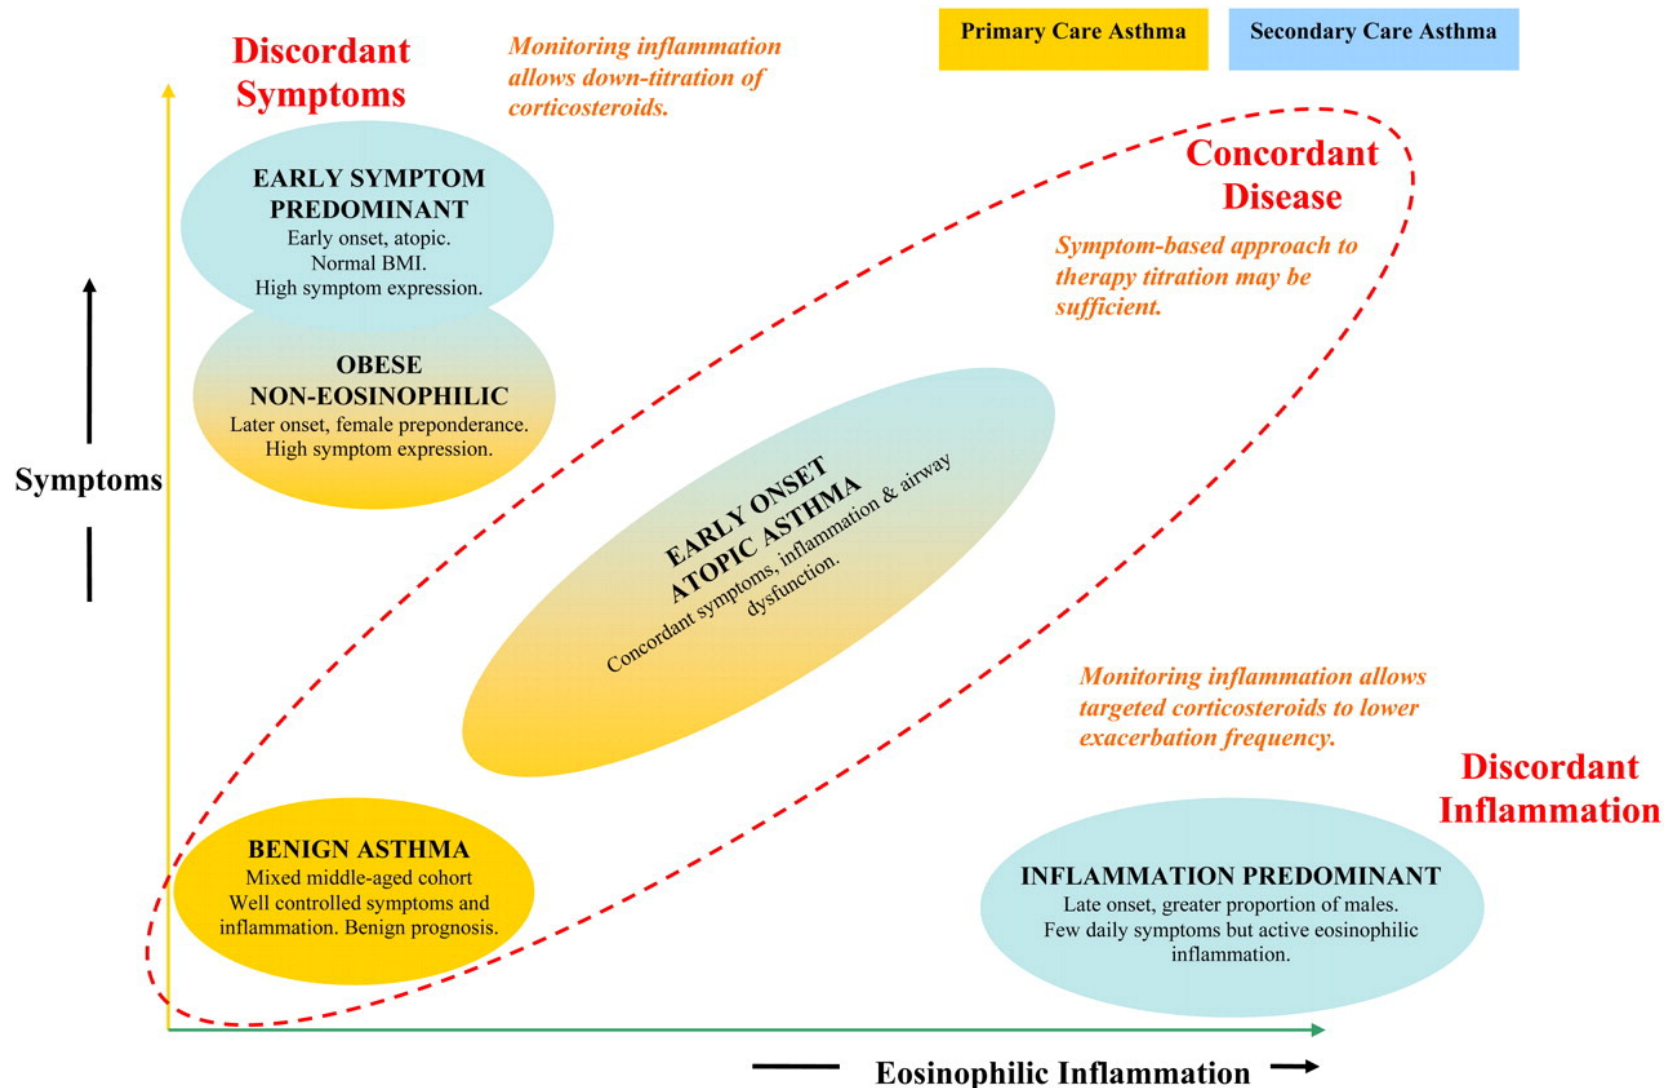 Primary Care Asthma
Secondary Care Asthma
Discordant
Symptoms
Monitoring inflammation
allows down-titration of
corticosteroids.
EARLY SYMPTOM
PREDOMINANT
Early onset, atopic.
Normal BMI.
High symptom expression.
OBESE
NON-EOSINOPHILIC
Later onset, female preponderance.
High symptom expression.
Symptoms
Concordant
Disease
Symptom-based approach to
therapy titration may be
sufficient.
EARLY ONSET
ATOPIC ASTHMA
Concordant symptoms, inflammation & airway
dysfunction.
Monitoring inflammation allows
targeted corticosteroids to lower
exacerbation frequency.
Discordant
Inflammation
BENIGN ASTHMA
Mixed middle-aged cohort
Well controlled symptoms and
inflammation. Benign prognosis.
INFLAMMATION PREDOMINANT
Late onset, greater proportion of males.
Few daily symptoms but active eosinophilic
inflammation.
Eosinophilic Inflammation